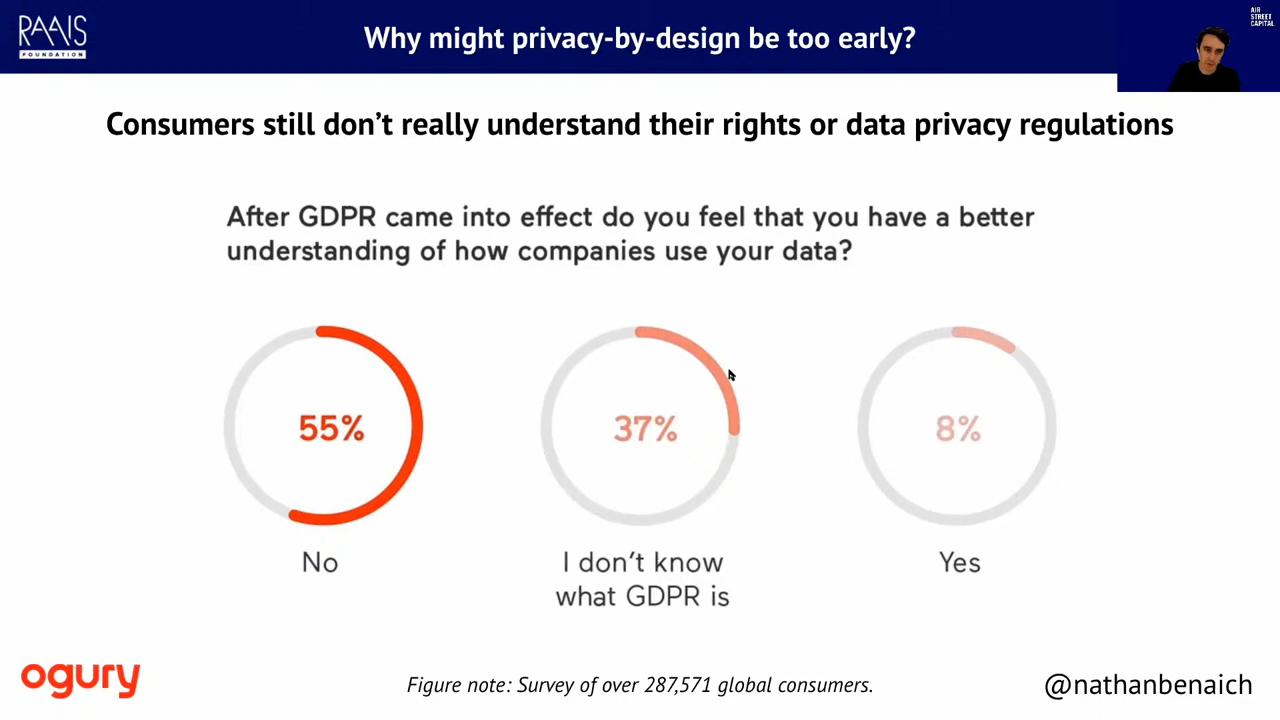 RAAIS
FOUNDATION
Why might privacy-by-design be too early?
AIR
STREET
CAPITAL
Consumers still don’t really understand their rights or data privacy regulations
After GDPR came into effect do you feel that you have a better
understanding of how companies use your data?
55%
37%
8%
No
I don’t know
what GDPR is
Yes
ogury
Figure note: Survey of over 287,571 global consumers.
@nathanbenaich